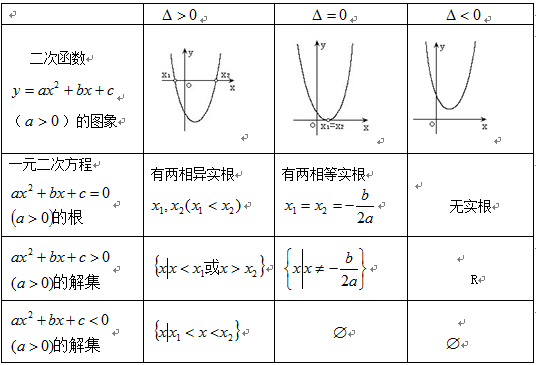 Δ > 0 Δ = 0 Δ < 0
二次函数
y = ax² + bx + c
(a > 0)的图象
y
x₁
x₂
O
x
y
O
x₁=x₂
x
y
O
x
一元二次方程
ax² + bx + c = 0
(a > 0)的根
有两相异实根
x₁, x₂(x₁ < x₂)
有两相等实根
x₁ = x₂ = −b/2a
无实根
ax² + bx + c > 0
(a > 0)的解集
{x|x < x₁或x > x₂}
{x|x ≠ −b/2a}
R
ax² + bx + c < 0
(a > 0)的解集
{x|x₁ < x < x₂}
∅
∅